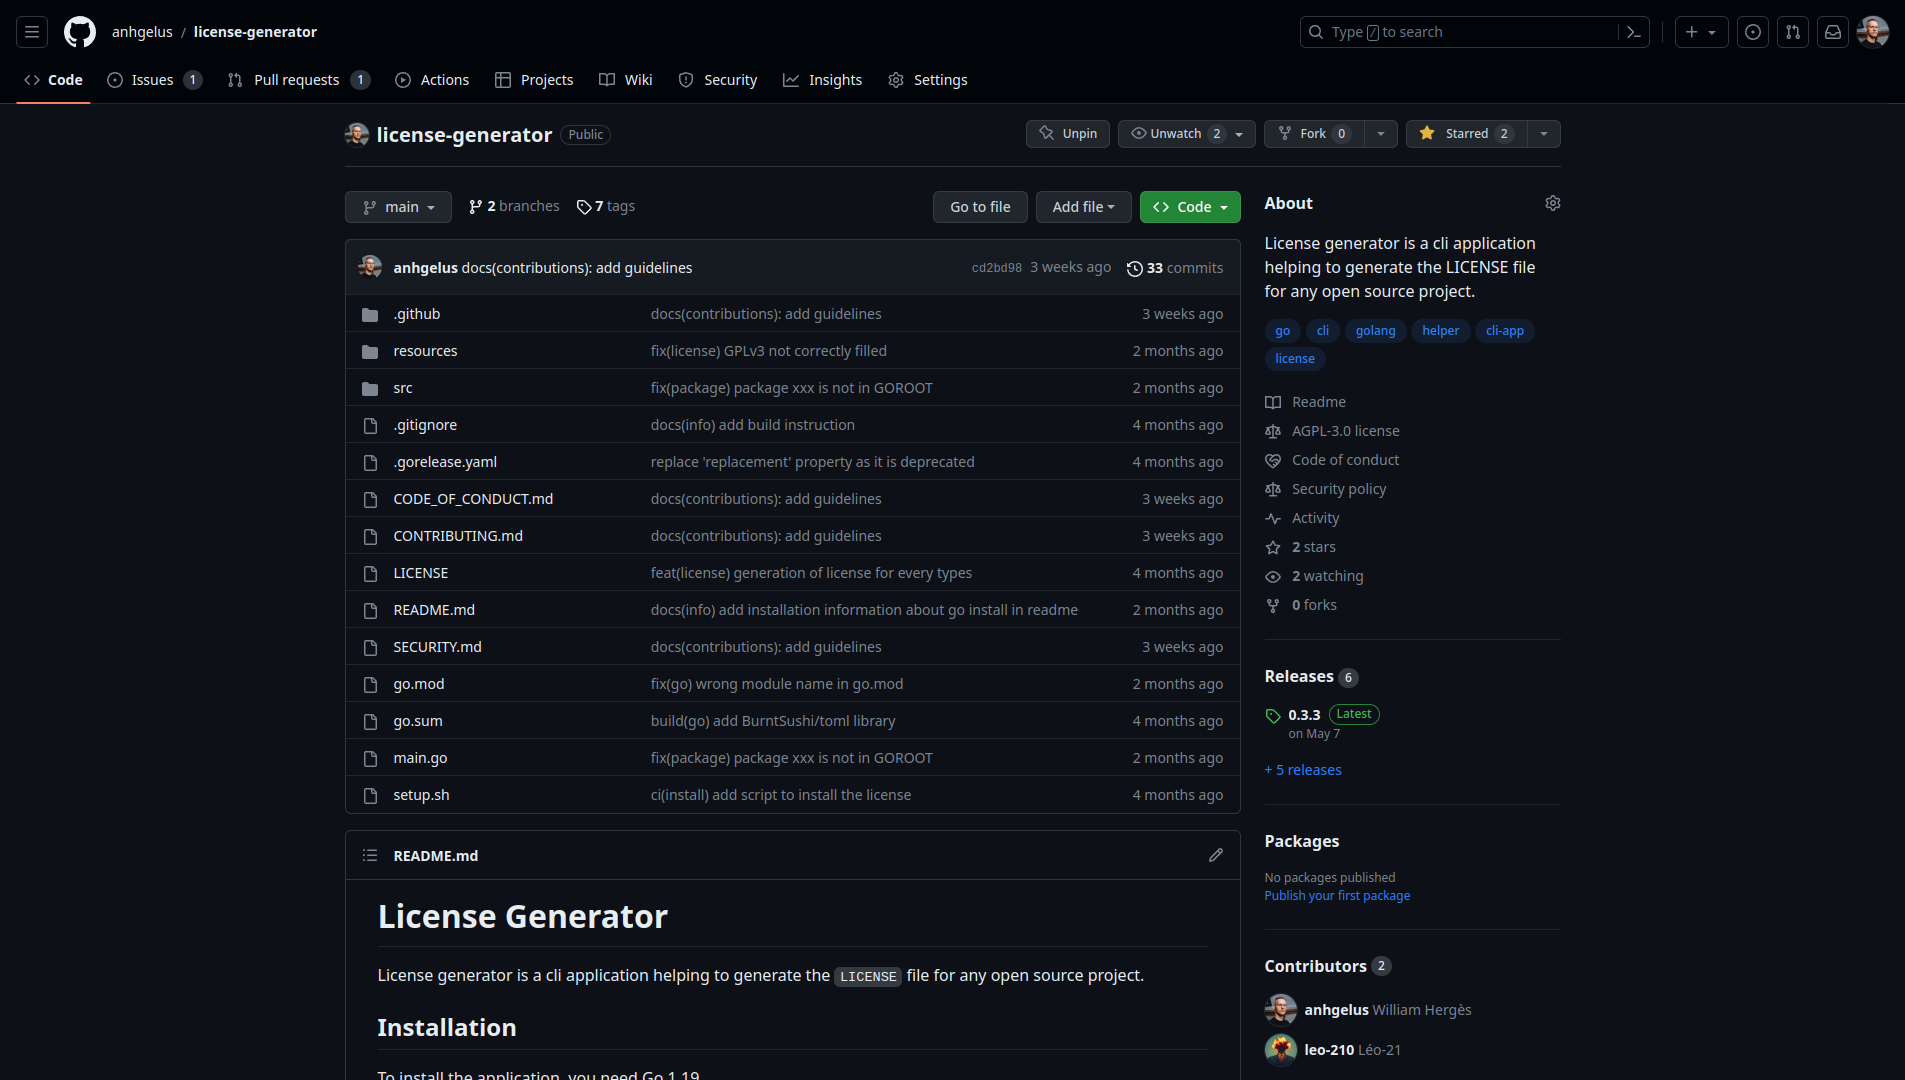 anhgelus / license-generator
Type / to search
Code
Issues 1
Pull requests 1
Actions
Projects
Wiki
Security
Insights
Settings
license-generator Public
Unpin
Unwatch 2
Fork 0
Starred 2
main
2 branches
7 tags
Go to file
Add file
Code
anhgelus docs(contributions): add guidelines cd2bd98 3 weeks ago 33 commits
.github docs(contributions): add guidelines 3 weeks ago
resources fix(license) GPLv3 not correctly filled 2 months ago
src fix(package) package xxx is not in GOROOT 2 months ago
.gitignore docs(info) add build instruction 4 months ago
.gorelease.yaml replace 'replacement' property as it is deprecated 4 months ago
CODE_OF_CONDUCT.md docs(contributions): add guidelines 3 weeks ago
CONTRIBUTING.md docs(contributions): add guidelines 3 weeks ago
LICENSE feat(license) generation of license for every types 4 months ago
README.md docs(info) add installation information about go install in readme 2 months ago
SECURITY.md docs(contributions): add guidelines 3 weeks ago
go.mod fix(go) wrong module name in go.mod 2 months ago
go.sum build(go) add BurntSushi/toml library 4 months ago
main.go fix(package) package xxx is not in GOROOT 2 months ago
setup.sh ci(install) add script to install the license 4 months ago
README.md
License Generator
License generator is a cli application helping to generate the LICENSE file for any open source project.
Installation
To install the application, you need Go 1.19
About
License generator is a cli application
helping to generate the LICENSE file
for any open source project.
go cli golang helper cli-app
license
Readme
AGPL-3.0 license
Code of conduct
Security policy
Activity
2 stars
2 watching
0 forks
Releases 6
0.3.3 Latest
on May 7
+ 5 releases
Packages
No packages published
Publish your first package
Contributors 2
anhgelus William Hergès
leo-210 Léo-21